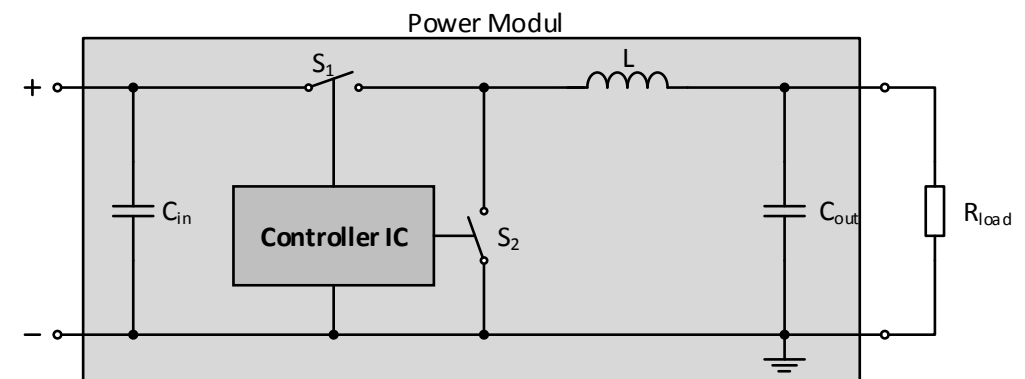 Power Modul
S1
L
+
Cin
Controller IC
S2
Cout
Rload
−